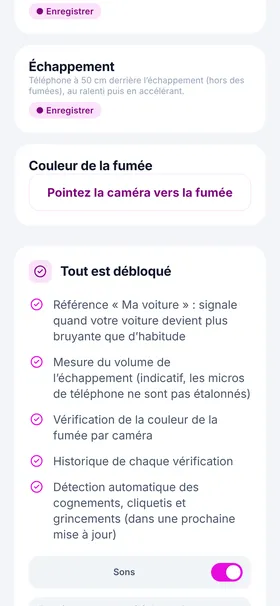 Enregistrer
Échappement
Téléphone à 50 cm derrière l'échappement (hors des
fumées), au ralenti puis en accélérant.
Enregistrer
Couleur de la fumée
Pointez la caméra vers la fumée
Tout est débloqué
Référence « Ma voiture » : signale
quand votre voiture devient plus
bruyante que d'habitude
Mesure du volume de
l'échappement (indicatif, les micros
de téléphone ne sont pas étalonnés)
Vérification de la couleur de la
fumée par caméra
Historique de chaque vérification
Détection automatique des
cognements, cliquetis et
grincements (dans une prochaine
mise à jour)
Sons